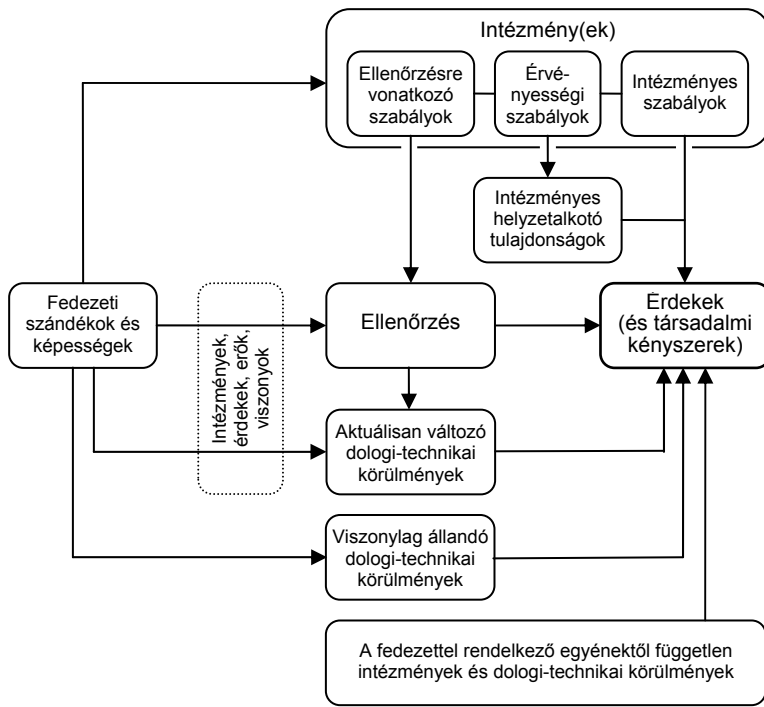 Intézmény(ek)
Ellenőrzésre
vonatkozó
szabályok
Érvé-
nyességi
szabályok
Intézményes
szabályok
Intézményes
helyzetalkotó
tulajdonságok
Fedezeti
szándékok és
képességek
Intézmények,
érdekek, erők,
viszonyok
Ellenőrzés
Érdekek
(és társadalmi
kényszerek)
Aktuálisan változó
dologi-technikai
körülmények
Viszonylag állandó
dologi-technikai
körülmények
A fedezettel rendelkező egyénektől független
intézmények és dologi-technikai körülmények